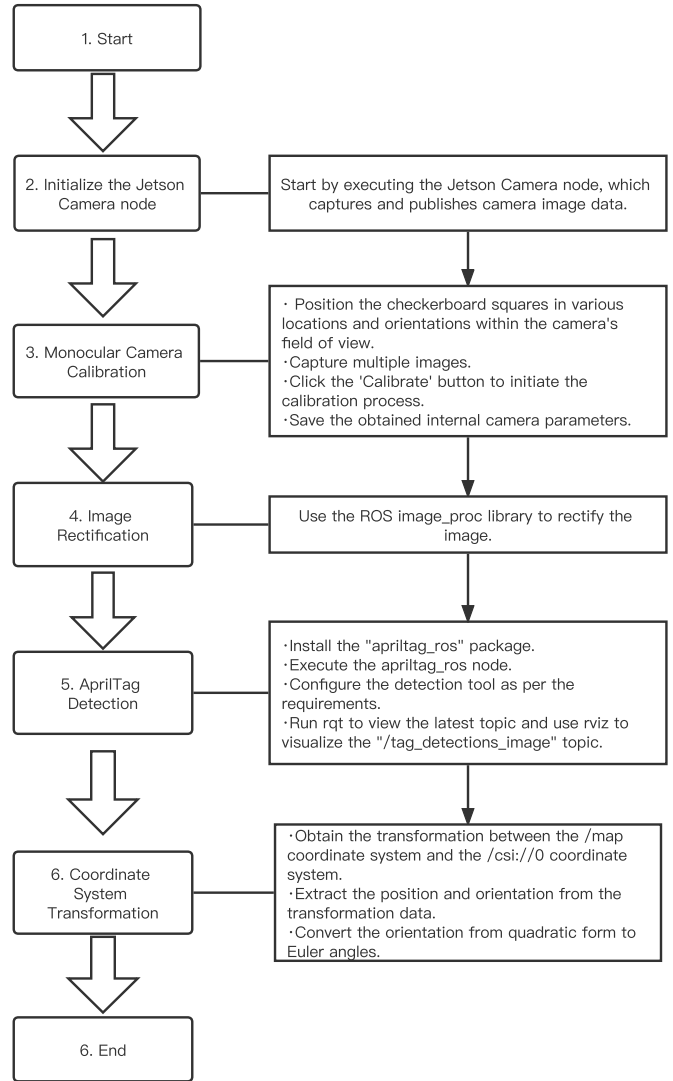 1. Start
2. Initialize the Jetson
Camera node
Start by executing the Jetson Camera node, which
captures and publishes camera image data.
3. Monocular Camera
Calibration
· Position the checkerboard squares in various
locations and orientations within the camera's
field of view.
·Capture multiple images.
·Click the 'Calibrate' button to initiate the
calibration process.
·Save the obtained internal camera parameters.
4. Image
Rectification
Use the ROS image_proc library to rectify the
image.
5. AprilTag
Detection
·Install the "apriltag_ros" package.
·Execute the apriltag_ros node.
·Configure the detection tool as per the
requirements.
·Run rqt to view the latest topic and use rviz to
visualize the "/tag_detections_image" topic.
6. Coordinate
System
Transformation
·Obtain the transformation between the /map
coordinate system and the /csi://0 coordinate
system.
·Extract the position and orientation from the
transformation data.
·Convert the orientation from quadratic form to
Euler angles.
6. End